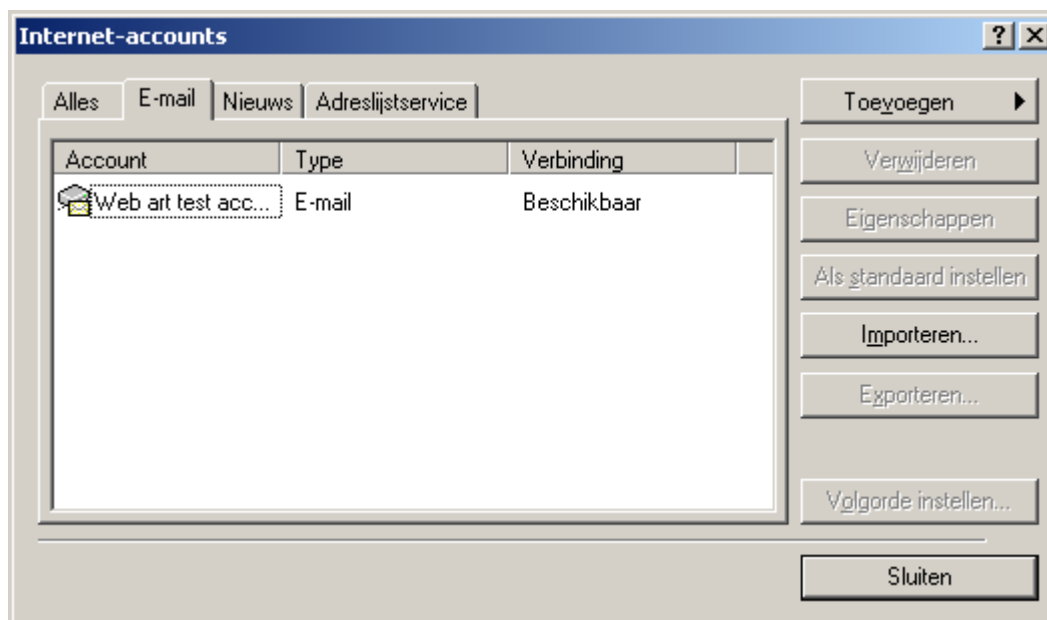 Internet-accounts
Alles E-mail Nieuws Adreslijstservice
Toevoegen
Account Type Verbinding
Verwijderen
Web art test acc... E-mail Beschikbaar
Eigenschappen
Als standaard instellen
Importeren...
Exporteren...
Volgorde instellen...
Sluiten